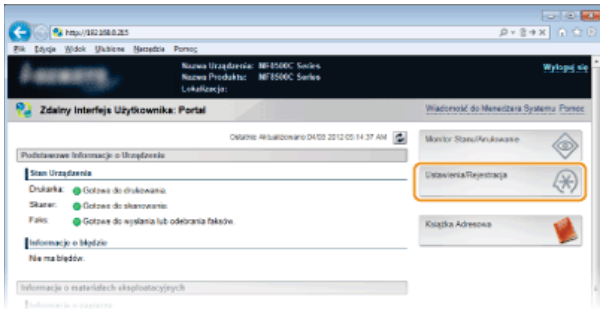 http://192.168.0.215
Plik Edycja Widok Ulubione Narzędzia Pomoc
Nazwa Urządzenia: MF8500C Series
Nazwa Produktu: MF8500C Series
Lokalizacja:
Wyloguj się
Zdalny Interfejs Użytkownika: Portal
Wiadomość do Menedżera Systemu Pomoc
Ostatnio Aktualizowano:04/03 2012 05:14:37 AM
Podstawowe Informacje o Urządzeniu
Stan Urządzenia
Drukarka: Gotowe do drukowania.
Skaner: Gotowe do skanowania.
Faks: Gotowe do wysłania lub odebrania faksów.
Informacje o błędzie
Nie ma błędów.
Informacje o materiałach eksploatacyjnych
Informacje o papierze
Monitor Stanu/Anulowanie
Ustawienia/Rejestracja
Książka Adresowa